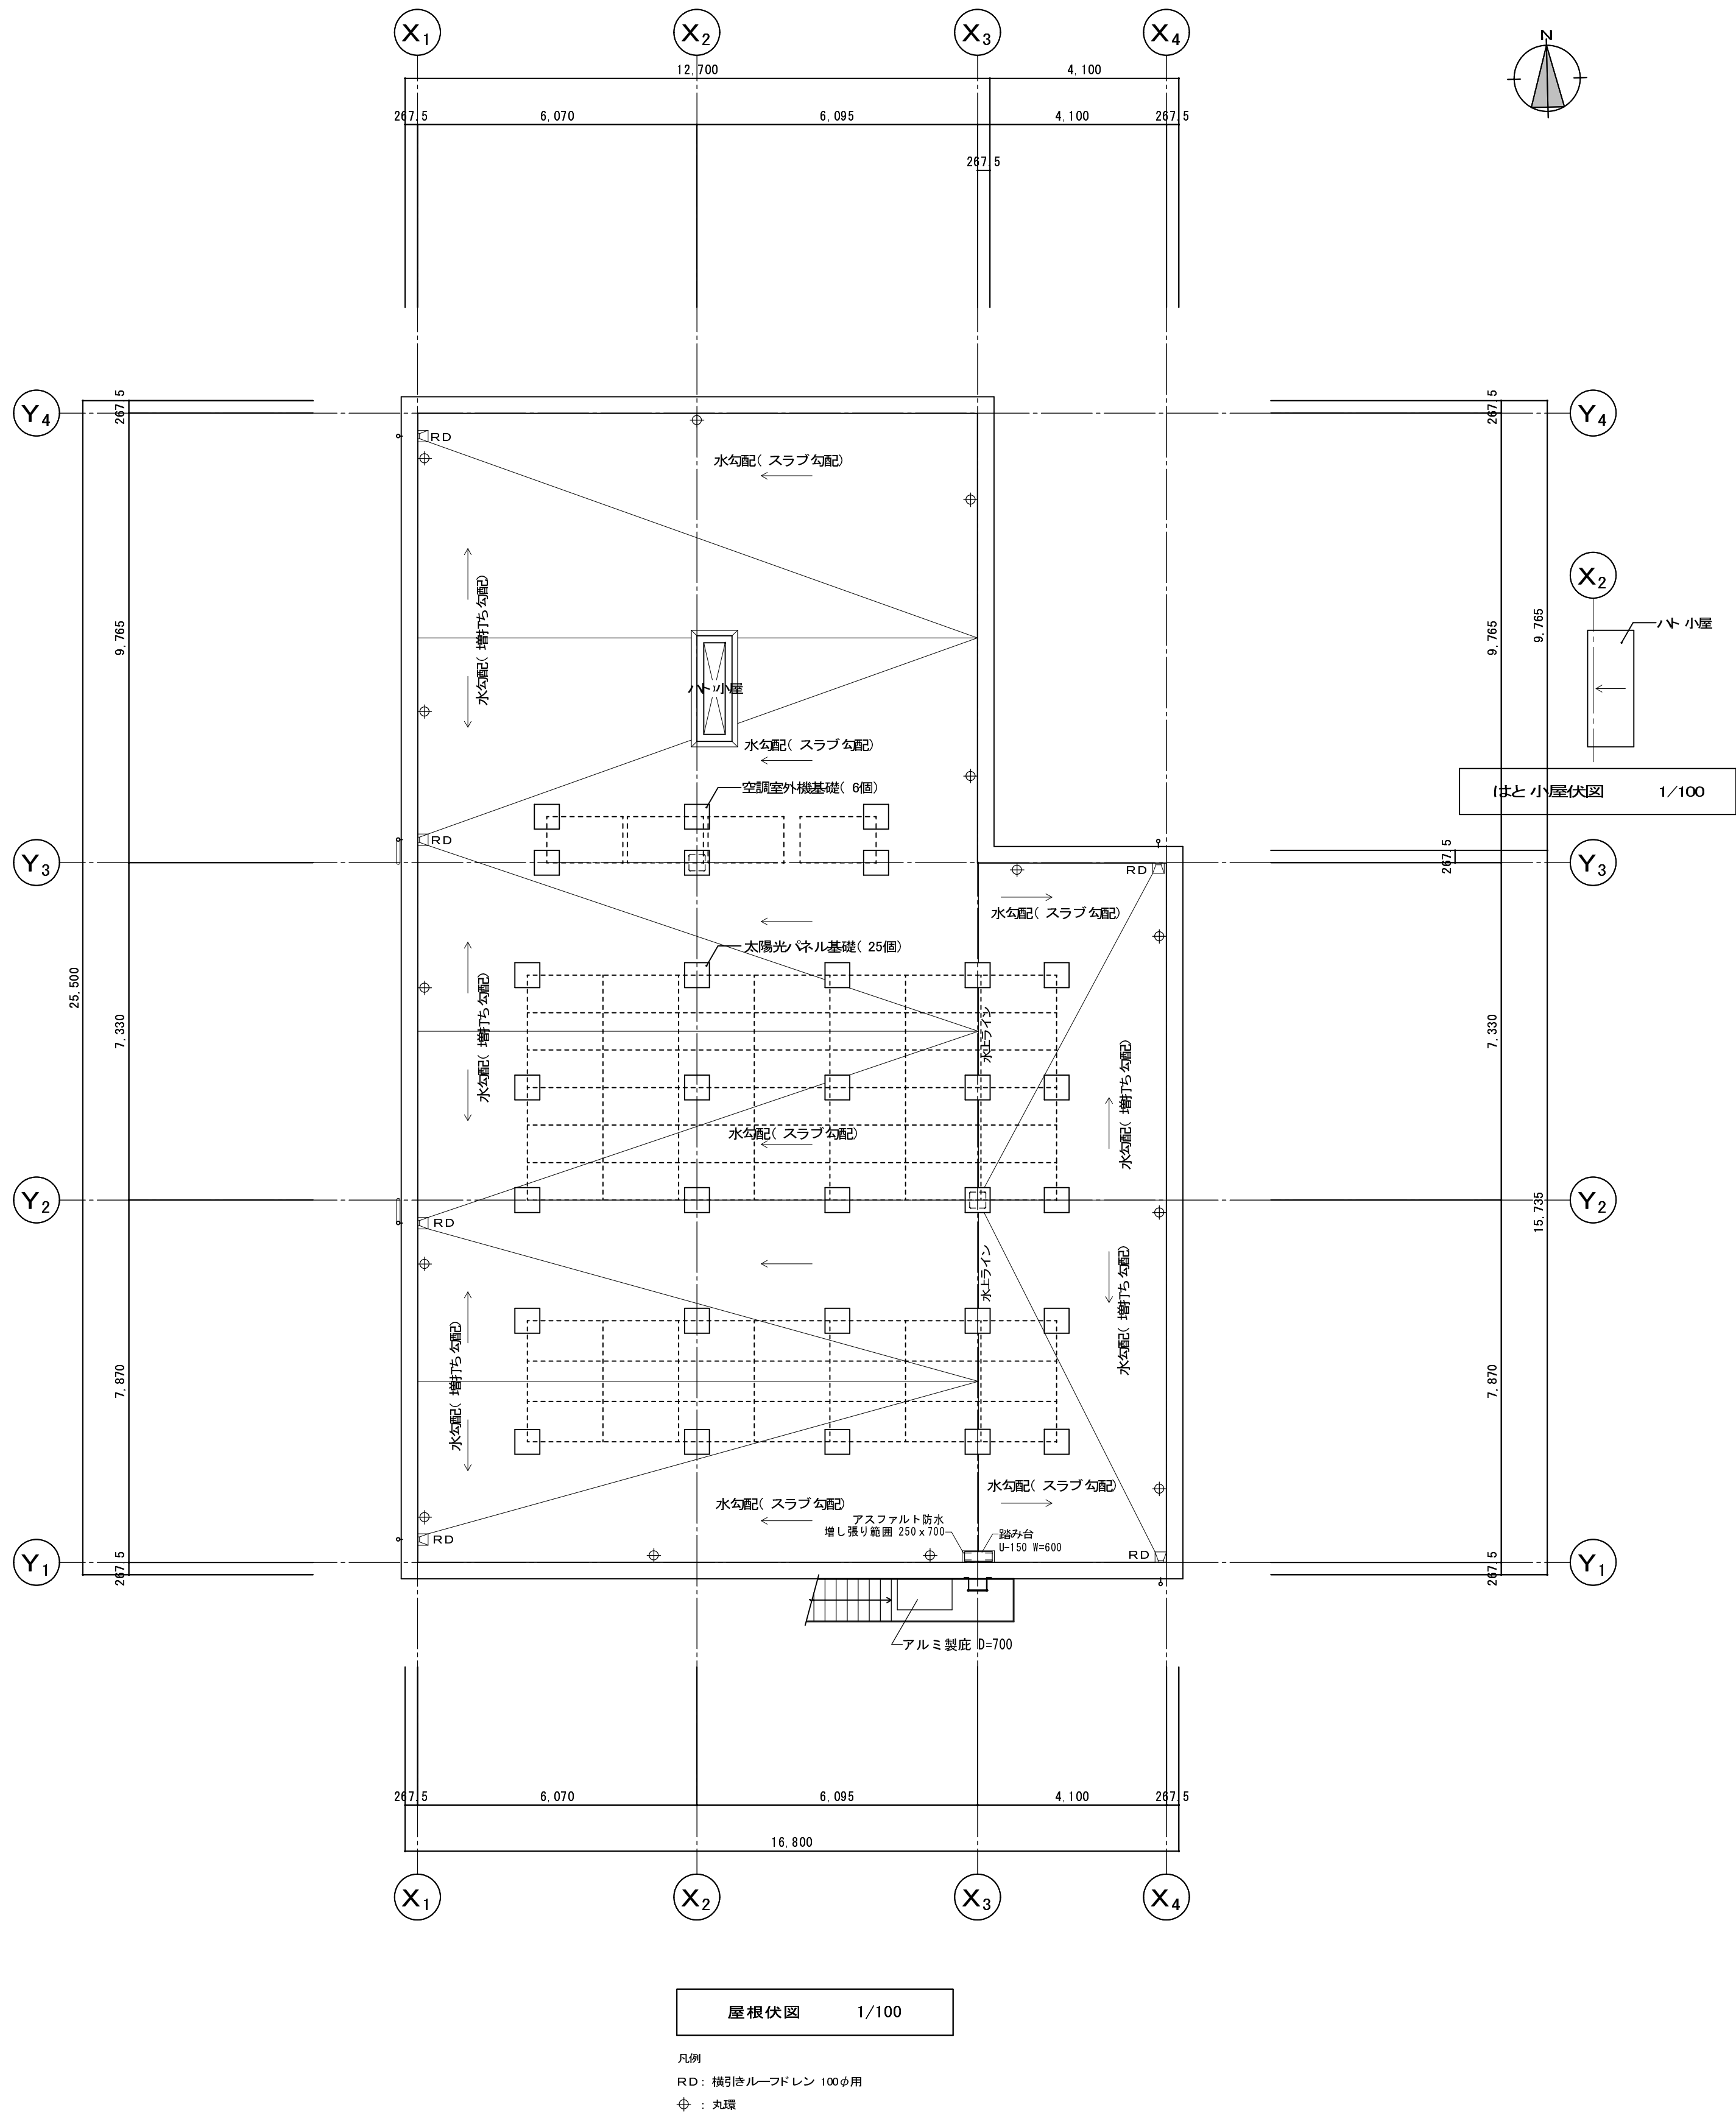 X1
X2
X3
X4
N
12,700
4,100
267.5
6,070
6,095
4,100
267.5
267.5
Y4
267.5
267.5
Y4
RD
水勾配(スラブ勾配)
水勾配(増打ち勾配)
9,765
9,765
9,765
X2
ハト小屋
ハト小屋
水勾配(スラブ勾配)
空調室外機基礎(6個)
はと小屋伏図 1/100
RD
Y3
267.5
Y3
RD
水勾配(スラブ勾配)
太陽光パネル基礎(25個)
25,500
7,330
水勾配(増打ち勾配)
水上ライン
水勾配(増打ち勾配)
7,330
水勾配(スラブ勾配)
Y2
RD
15,735
Y2
水上ライン
水勾配(増打ち勾配)
7,870
水勾配(増打ち勾配)
7,870
水勾配(スラブ勾配)
水勾配(スラブ勾配)
アスファルト防水
増し張り範囲 250x700
踏み台
U-150 W=600
RD
RD
Y1
267.5
267.5
Y1
アルミ製庇 D=700
267.5
6,070
6,095
4,100
267.5
16,800
X1
X2
X3
X4
屋根伏図 1/100
凡例
RD: 横引きルーフドレン 100φ用
: 丸環